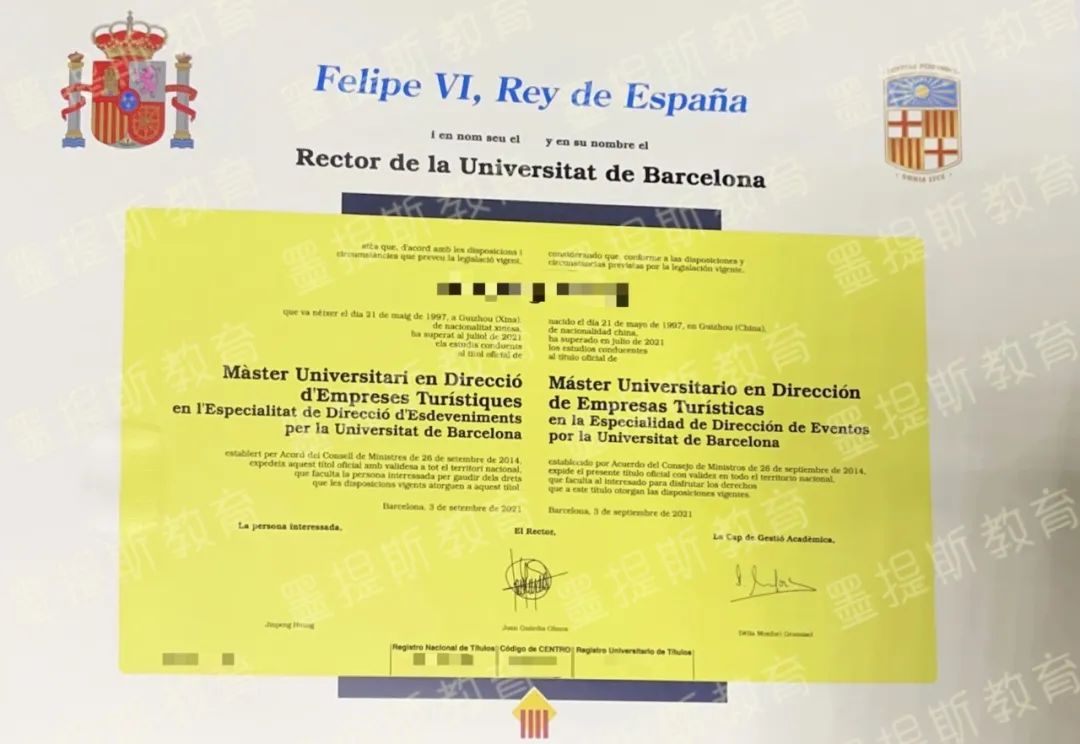 Felipe VI, Rey de España
i en nom seu el y en su nombre el
Rector de la Universitat de Barcelona
atès que, d'acord amb les disposicions i
circumstàncies que preveu la legislació vigent,
considerando que, conforme a las disposiciones y
circunstancias previstas por la legislación vigente,
que va néixer el dia 21 de maig de 1997, a Guizhou (Xina),
de nacionalitat xinesa,
ha superat al juliol de 2021
els estudis conduents
al títol oficial de
nacido el día 21 de mayo de 1997, en Guizhou (China),
de nacionalidad china,
ha superado en julio de 2021
los estudios conducentes
al título oficial de
Màster Universitari en Direcció
d'Empreses Turístiques
en l'Especialitat de Direcció d'Esdeveniments
per la Universitat de Barcelona
Máster Universitario en Dirección
de Empresas Turísticas
en la Especialidad de Dirección de Eventos
por la Universitat de Barcelona
establert per Acord del Consell de Ministres de 26 de setembre de 2014,
expedeix aquest títol oficial amb validesa a tot el territori nacional,
que faculta la persona interessada per gaudir dels drets
que les disposicions vigents atorguen a aquest títol.
establecido por Acuerdo del Consejo de Ministros de 26 de septiembre de 2014,
expide el presente título oficial con validez en todo el territorio nacional,
que faculta al interesado para disfrutar los derechos
que a este título otorgan las disposiciones vigentes.
Barcelona, 3 de setembre de 2021
Barcelona, 3 de septiembre de 2021
La persona interessada,
El Rector,
La Cap de Gestió Acadèmica,
Jinpeng Huang
Joan Guàrdia Olmos
Registro Nacional de Títulos
Código de CENTRO
Registro Universitario de Títulos
墨提斯教育